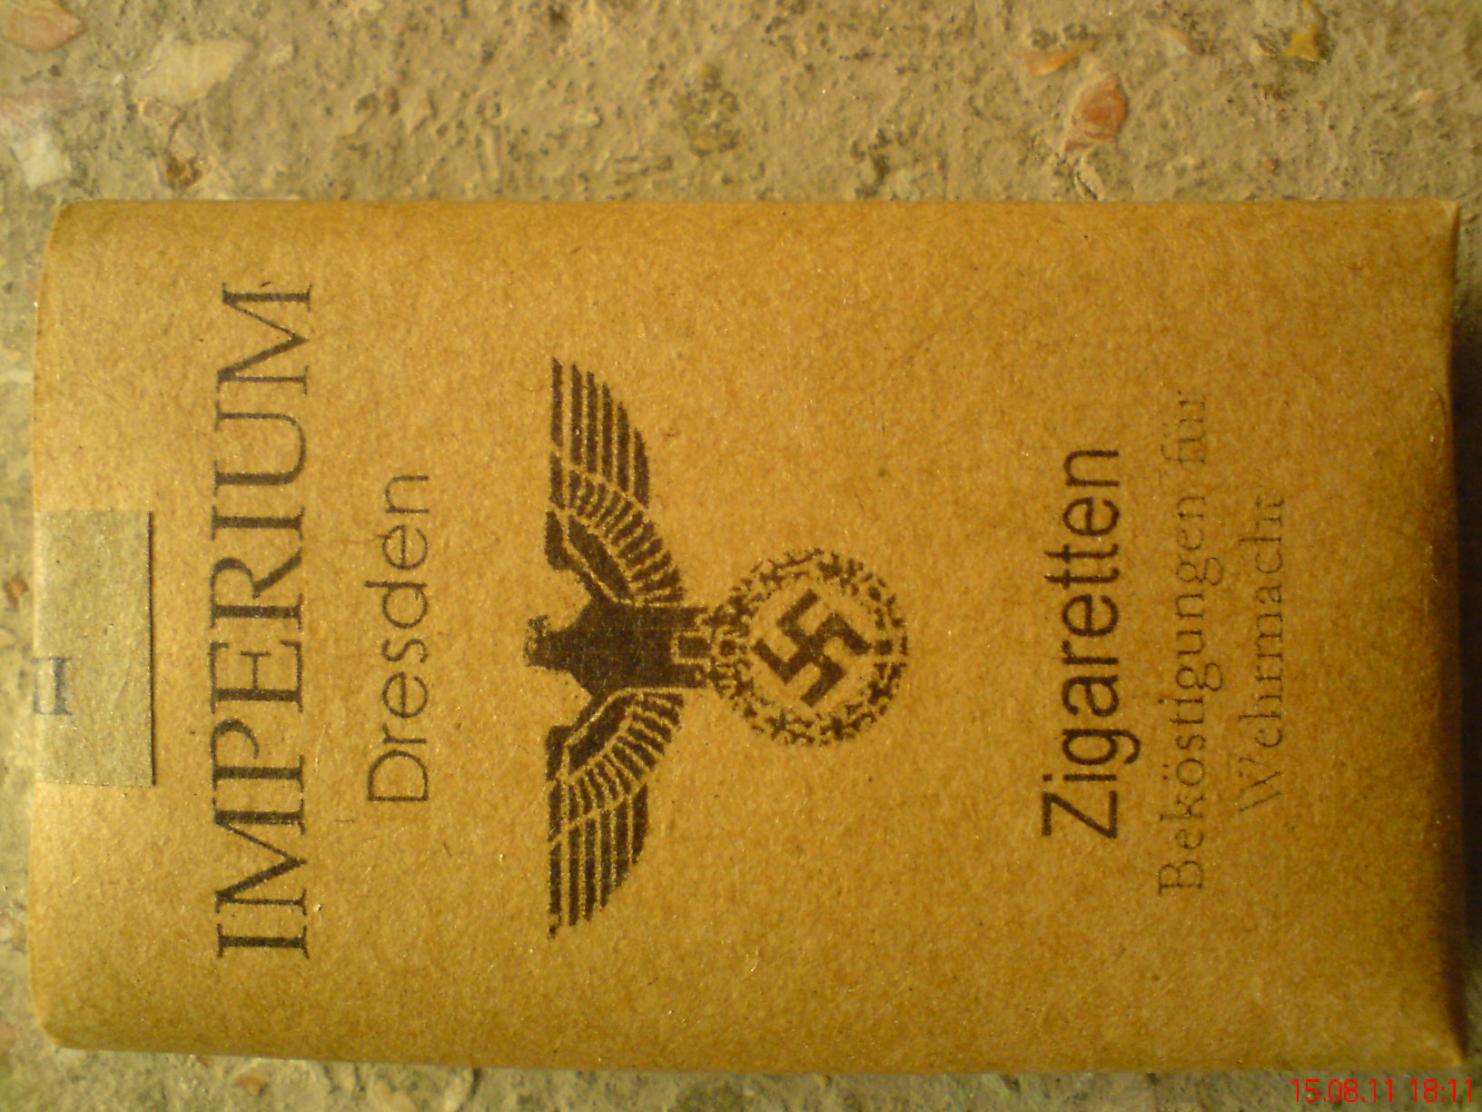 IMPERIUM
Dresden
Zigaretten
Beköstigungen für
Wehrmacht
15.08.11 18:11